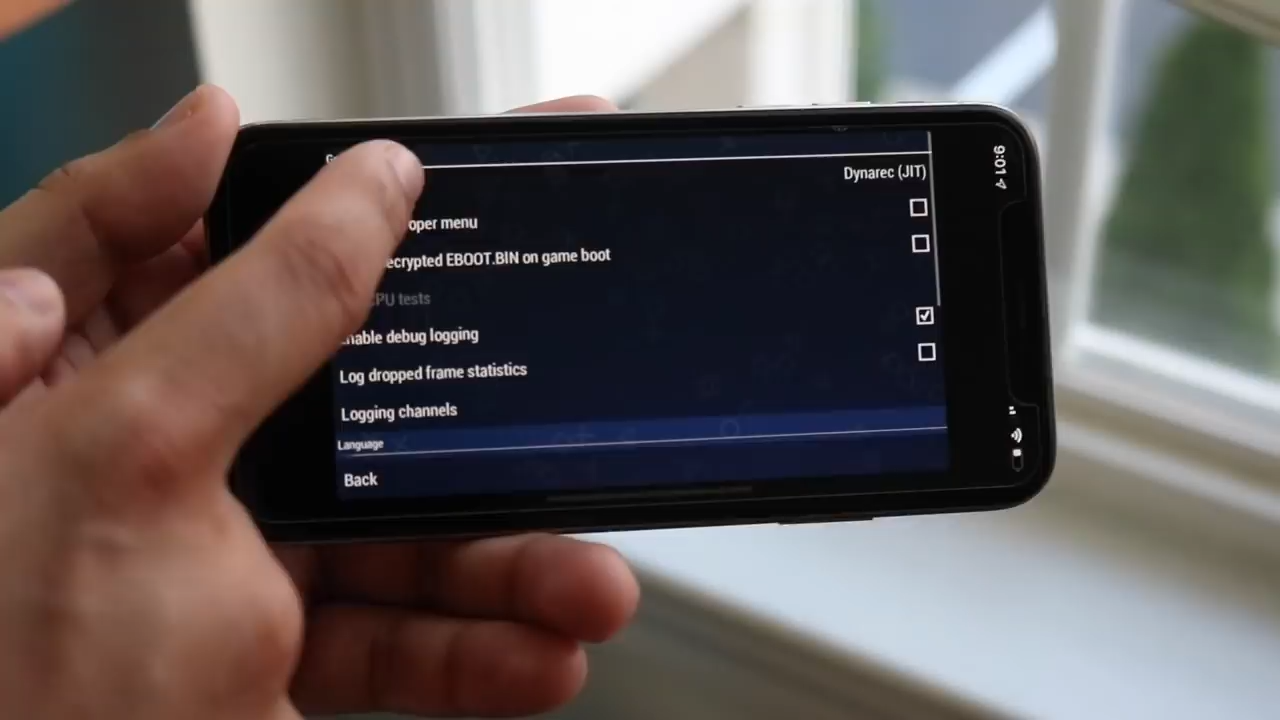 Dynarec (JIT)
oper menu
ecrypted EBOOT.BIN on game boot
CPU tests
nable debug logging
Log dropped frame statistics
Logging channels
Language
Back
9:01